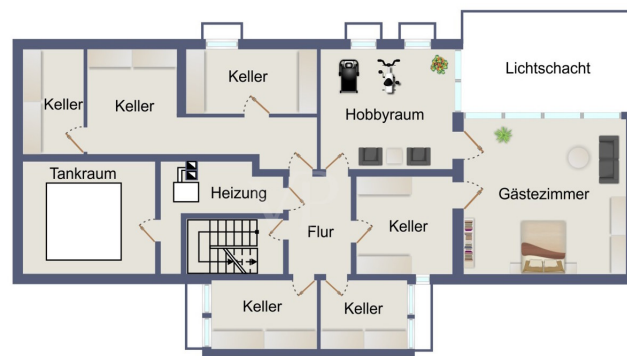 Keller
Keller
Keller
Hobbyraum
Lichtschacht
Tankraum
Heizung
Flur
Keller
Gästezimmer
Keller
Keller